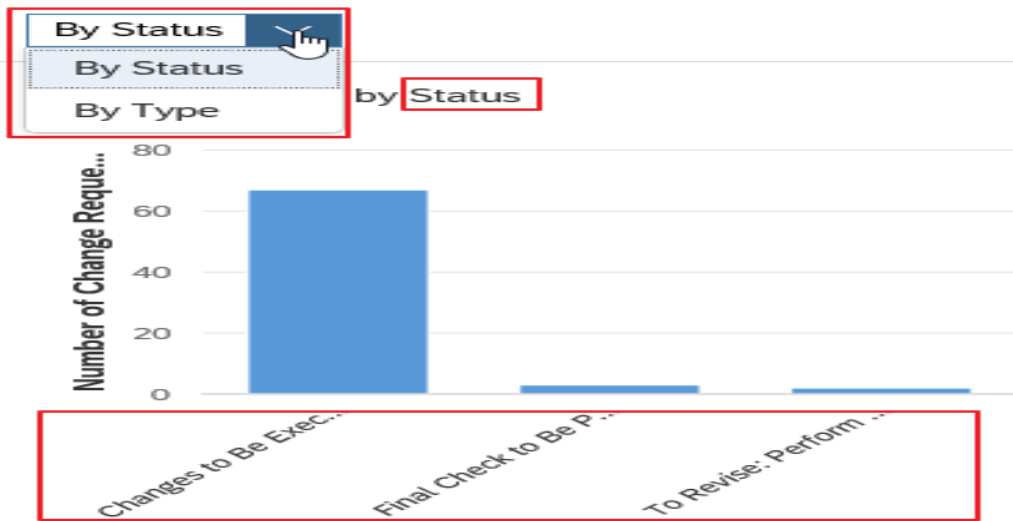 By Status
By Status
By Type
by Status
Number of Change Reque...
80
60
40
20
0
Changes to Be Exec...
Final Check to Be P...
To Revise: Perform ...